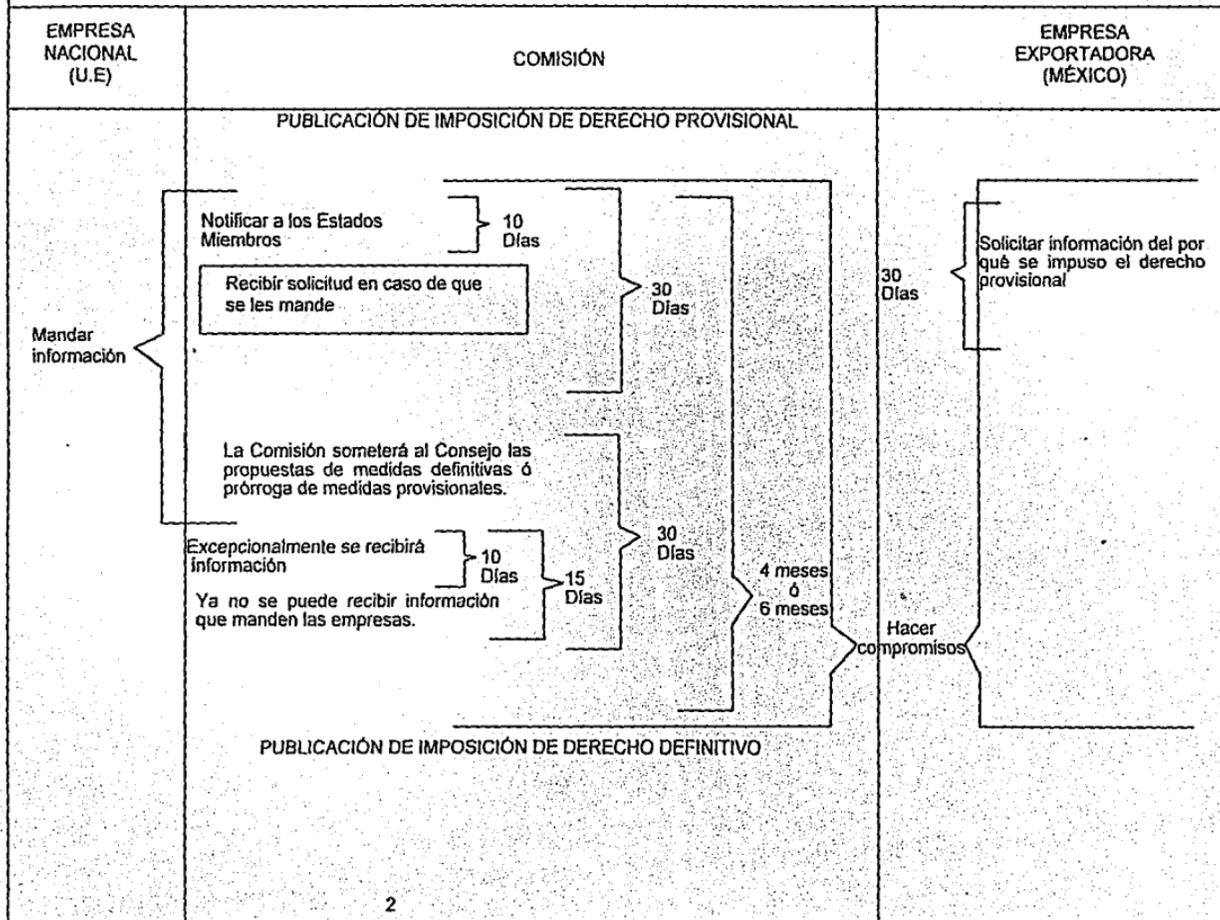 EMPRESA
NACIONAL
(U.E)
COMISIÓN
EMPRESA
EXPORTADORA
(MÉXICO)
PUBLICACIÓN DE IMPOSICIÓN DE DERECHO PROVISIONAL
Notificar a los Estados
Miembros
10
Días
Recibir solicitud en caso de que
se les mande
30
Días
30
Días
Solicitar información del por
qué se impuso el derecho
provisional
Mandar
información
La Comisión someterá al Consejo las
propuestas de medidas definitivas ó
prórroga de medidas provisionales.
Excepcionalmente se recibirá
información
10
Días
15
Días
30
Días
Ya no se puede recibir información
que manden las empresas.
4 meses
ó
6 meses
Hacer
compromisos
PUBLICACIÓN DE IMPOSICIÓN DE DERECHO DEFINITIVO
2